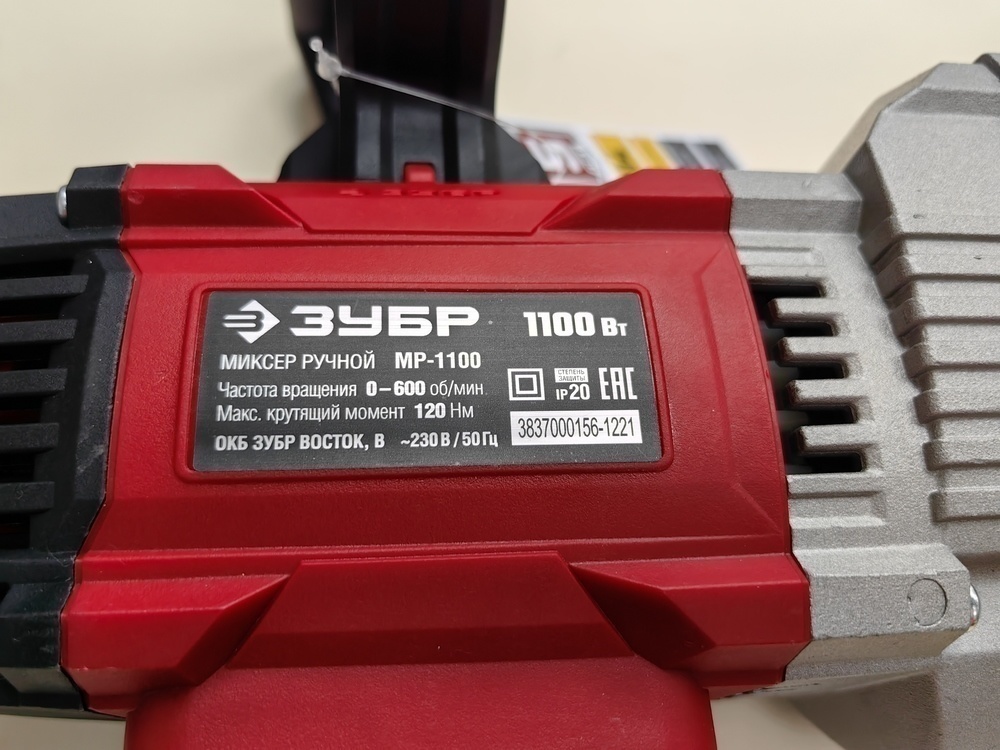 ЗУБР 1100 Вт
МИКСЕР РУЧНОЙ МР-1100
Частота вращения 0–600 об/мин.
Макс. крутящий момент 120 Нм
СТЕПЕНЬ ЗАЩИТЫ
IP20 EAC
ОКБ ЗУБР ВОСТОК, В ~230 В / 50 Гц
3837000156-1221